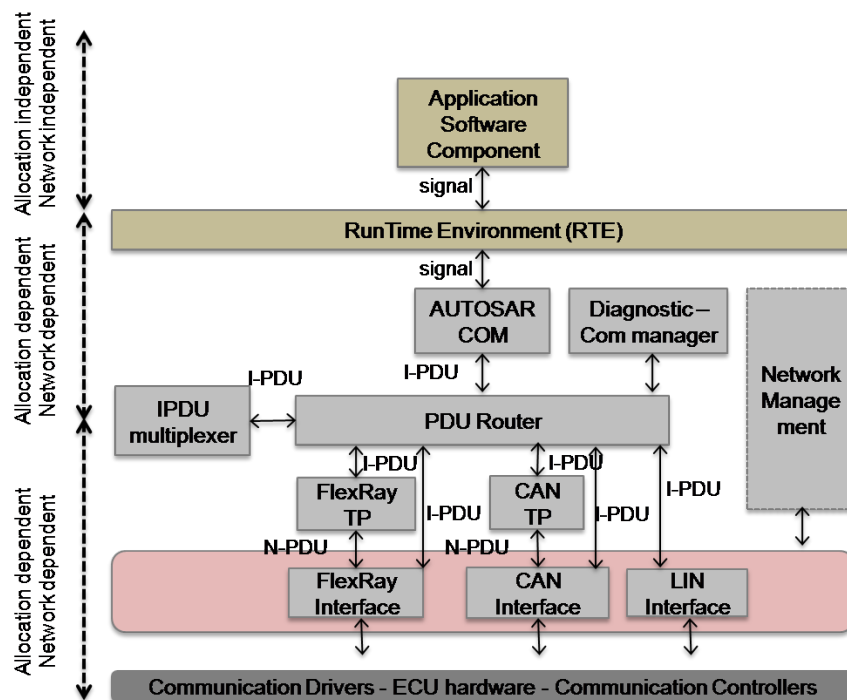 Allocation independent
Network independent
Application
Software
Component
signal
RunTime Environment (RTE)
signal
Allocation dependent
Network dependent
AUTOSAR
COM
Diagnostic–
Com manager
I-PDU
I-PDU
IPDU
multiplexer
PDU Router
Network
Manage
ment
I-PDU
I-PDU
I-PDU
FlexRay
TP
CAN
TP
I-PDU
I-PDU
N-PDU
N-PDU
Allocation dependent
Network dependent
FlexRay
Interface
CAN
Interface
LIN
Interface
Communication Drivers - ECU hardware - Communication Controllers